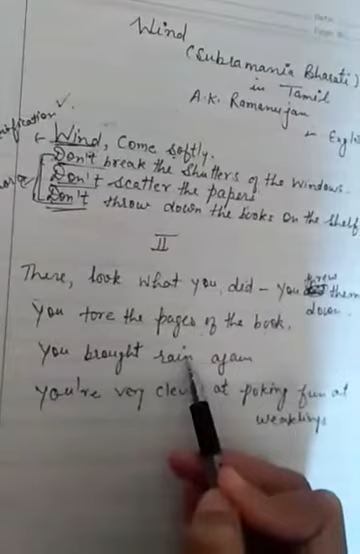 Wind
(Subramania Bharati)
in Tamil
A.K. Ramanujan
Wind, Come softly.
Don't break the Shutters of the windows.
Don't scatter the papers
Don't throw down the books on the shelf
II
There, look what you did - you threw them down.
You tore the pages of the book.
You brought rain again
You're very clev at poking fun at
weaklings